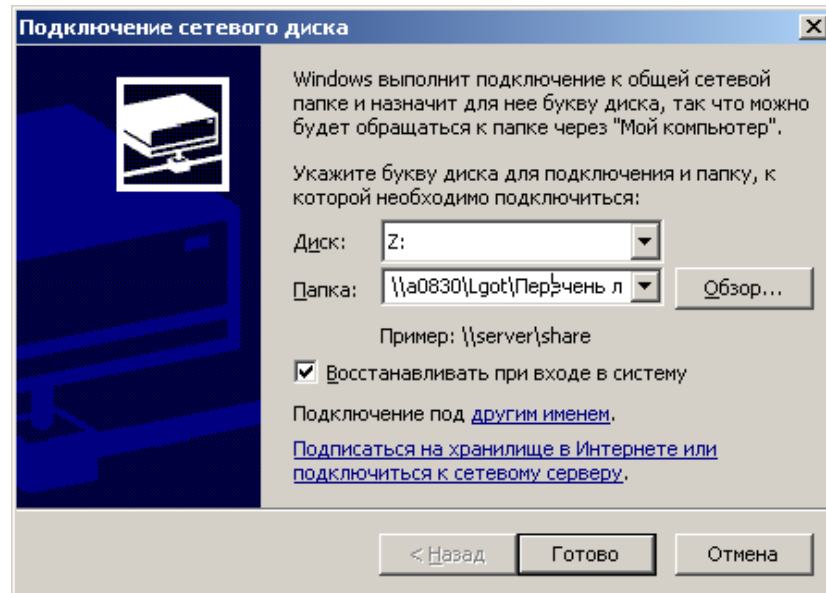 Подключение сетевого диска
Windows выполнит подключение к общей сетевой
папке и назначит для нее букву диска, так что можно
будет обращаться к папке через "Мой компьютер".
Укажите букву диска для подключения и папку, к
которой необходимо подключиться:
Диск: Z:
Папка: \\a0830\Lgot\Перечень л Обзор...
Пример: \\server\share
Восстанавливать при входе в систему
Подключение под другим именем.
Подписаться на хранилище в Интернете или
подключиться к сетевому серверу.
< Назад Готово Отмена